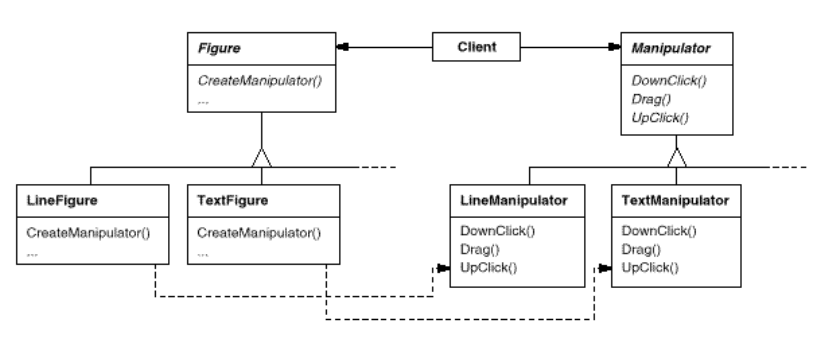 Figure
CreateManipulator()
...
Client
Manipulator
DownClick()
Drag()
UpClick()
LineFigure
CreateManipulator()
...
TextFigure
CreateManipulator()
...
LineManipulator
DownClick()
Drag()
UpClick()
TextManipulator
DownClick()
Drag()
UpClick()